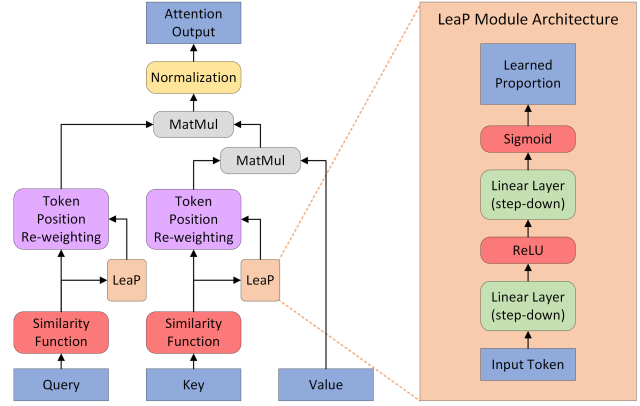 Attention
Output
Normalization
MatMul
MatMul
Token
Position
Re-weighting
Token
Position
Re-weighting
LeaP
LeaP
Similarity
Function
Similarity
Function
Query
Key
Value
LeaP Module Architecture
Learned
Proportion
Sigmoid
Linear Layer
(step-down)
ReLU
Linear Layer
(step-down)
Input Token